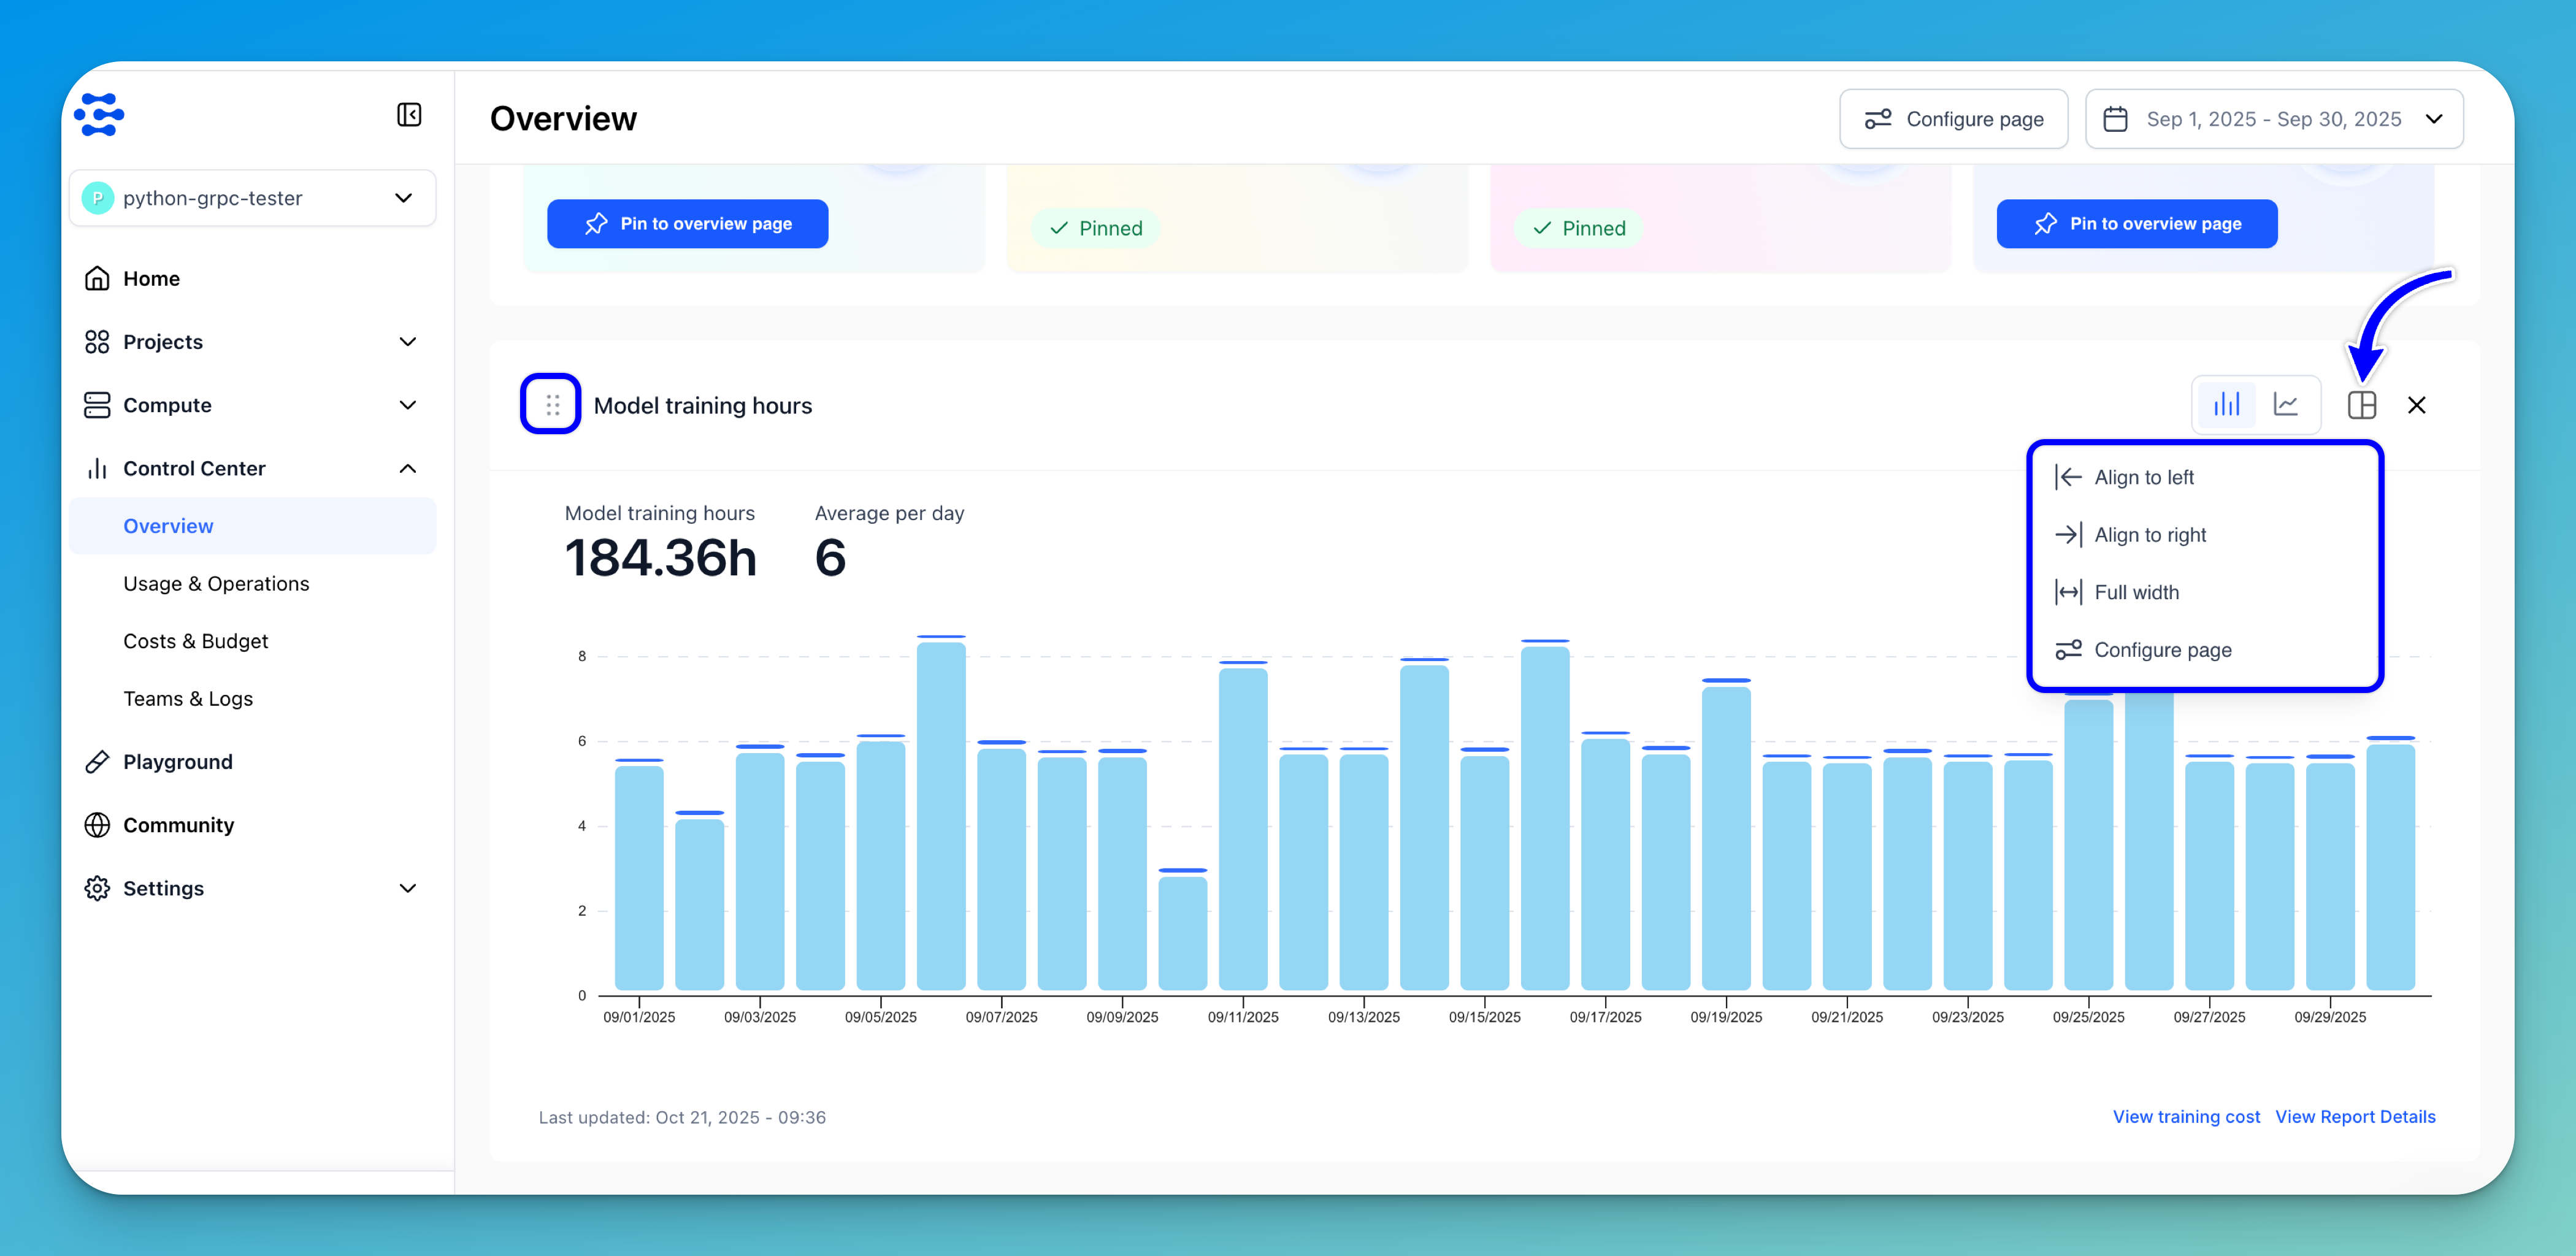 Overview
Configure page
Sep 1, 2025 - Sep 30, 2025
P python-grpc-tester
Home
Projects
Compute
Control Center
Overview
Usage & Operations
Costs & Budget
Teams & Logs
Playground
Community
Settings
Pin to overview page
Pinned
Pinned
Pin to overview page
Model training hours
Align to left
Align to right
Full width
Configure page
Model training hours
184.36h
Average per day
6
8
6
4
2
0
09/01/2025 09/03/2025 09/05/2025 09/07/2025 09/09/2025 09/11/2025 09/13/2025 09/15/2025 09/17/2025 09/19/2025 09/21/2025 09/23/2025 09/25/2025 09/27/2025 09/29/2025
Last updated: Oct 21, 2025 - 09:36
View training cost View Report Details